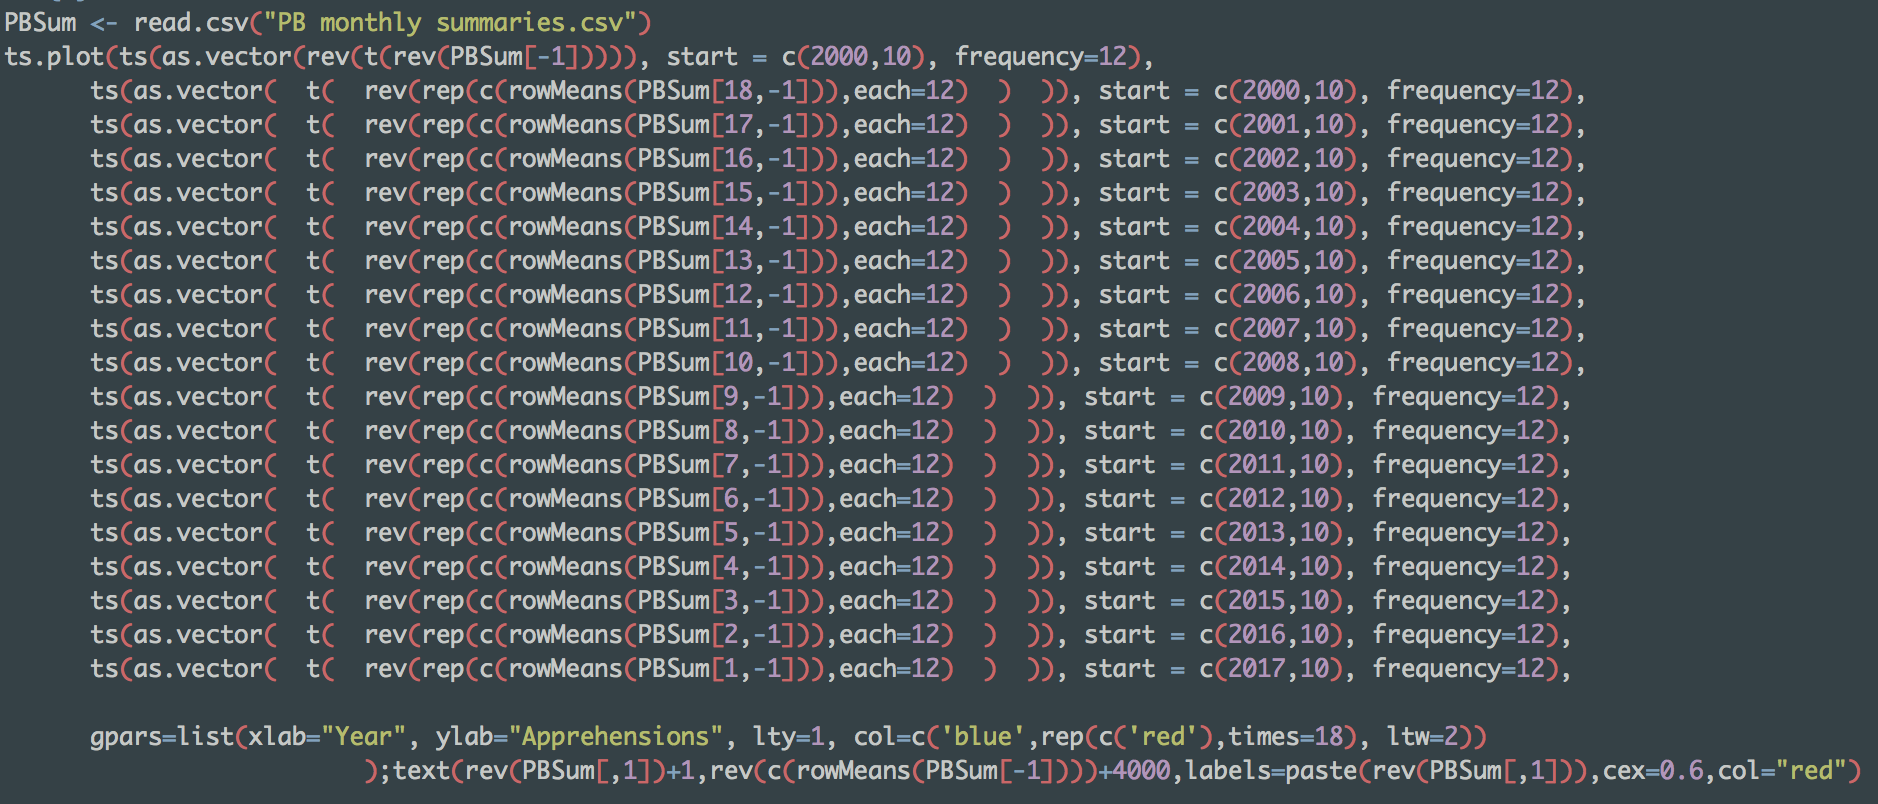 PBSum <- read.csv("PB monthly summaries.csv")
ts.plot(ts(as.vector(rev(t(rev(PBSum[-1])))), start = c(2000,10), frequency=12),
      ts(as.vector(  t(  rev(rep(c(rowMeans(PBSum[18,-1])),each=12)  )  )), start = c(2000,10), frequency=12),
      ts(as.vector(  t(  rev(rep(c(rowMeans(PBSum[17,-1])),each=12)  )  )), start = c(2001,10), frequency=12),
      ts(as.vector(  t(  rev(rep(c(rowMeans(PBSum[16,-1])),each=12)  )  )), start = c(2002,10), frequency=12),
      ts(as.vector(  t(  rev(rep(c(rowMeans(PBSum[15,-1])),each=12)  )  )), start = c(2003,10), frequency=12),
      ts(as.vector(  t(  rev(rep(c(rowMeans(PBSum[14,-1])),each=12)  )  )), start = c(2004,10), frequency=12),
      ts(as.vector(  t(  rev(rep(c(rowMeans(PBSum[13,-1])),each=12)  )  )), start = c(2005,10), frequency=12),
      ts(as.vector(  t(  rev(rep(c(rowMeans(PBSum[12,-1])),each=12)  )  )), start = c(2006,10), frequency=12),
      ts(as.vector(  t(  rev(rep(c(rowMeans(PBSum[11,-1])),each=12)  )  )), start = c(2007,10), frequency=12),
      ts(as.vector(  t(  rev(rep(c(rowMeans(PBSum[10,-1])),each=12)  )  )), start = c(2008,10), frequency=12),
      ts(as.vector(  t(  rev(rep(c(rowMeans(PBSum[9,-1])),each=12)  )  )), start = c(2009,10), frequency=12),
      ts(as.vector(  t(  rev(rep(c(rowMeans(PBSum[8,-1])),each=12)  )  )), start = c(2010,10), frequency=12),
      ts(as.vector(  t(  rev(rep(c(rowMeans(PBSum[7,-1])),each=12)  )  )), start = c(2011,10), frequency=12),
      ts(as.vector(  t(  rev(rep(c(rowMeans(PBSum[6,-1])),each=12)  )  )), start = c(2012,10), frequency=12),
      ts(as.vector(  t(  rev(rep(c(rowMeans(PBSum[5,-1])),each=12)  )  )), start = c(2013,10), frequency=12),
      ts(as.vector(  t(  rev(rep(c(rowMeans(PBSum[4,-1])),each=12)  )  )), start = c(2014,10), frequency=12),
      ts(as.vector(  t(  rev(rep(c(rowMeans(PBSum[3,-1])),each=12)  )  )), start = c(2015,10), frequency=12),
      ts(as.vector(  t(  rev(rep(c(rowMeans(PBSum[2,-1])),each=12)  )  )), start = c(2016,10), frequency=12),
      ts(as.vector(  t(  rev(rep(c(rowMeans(PBSum[1,-1])),each=12)  )  )), start = c(2017,10), frequency=12),
      gpars=list(xlab="Year", ylab="Apprehensions", lty=1, col=c('blue',rep(c('red'),times=18), ltw=2))
                         );text(rev(PBSum[,1])+1,rev(c(rowMeans(PBSum[-1])))+4000,labels=paste(rev(PBSum[,1])),cex=0.6,col="red")